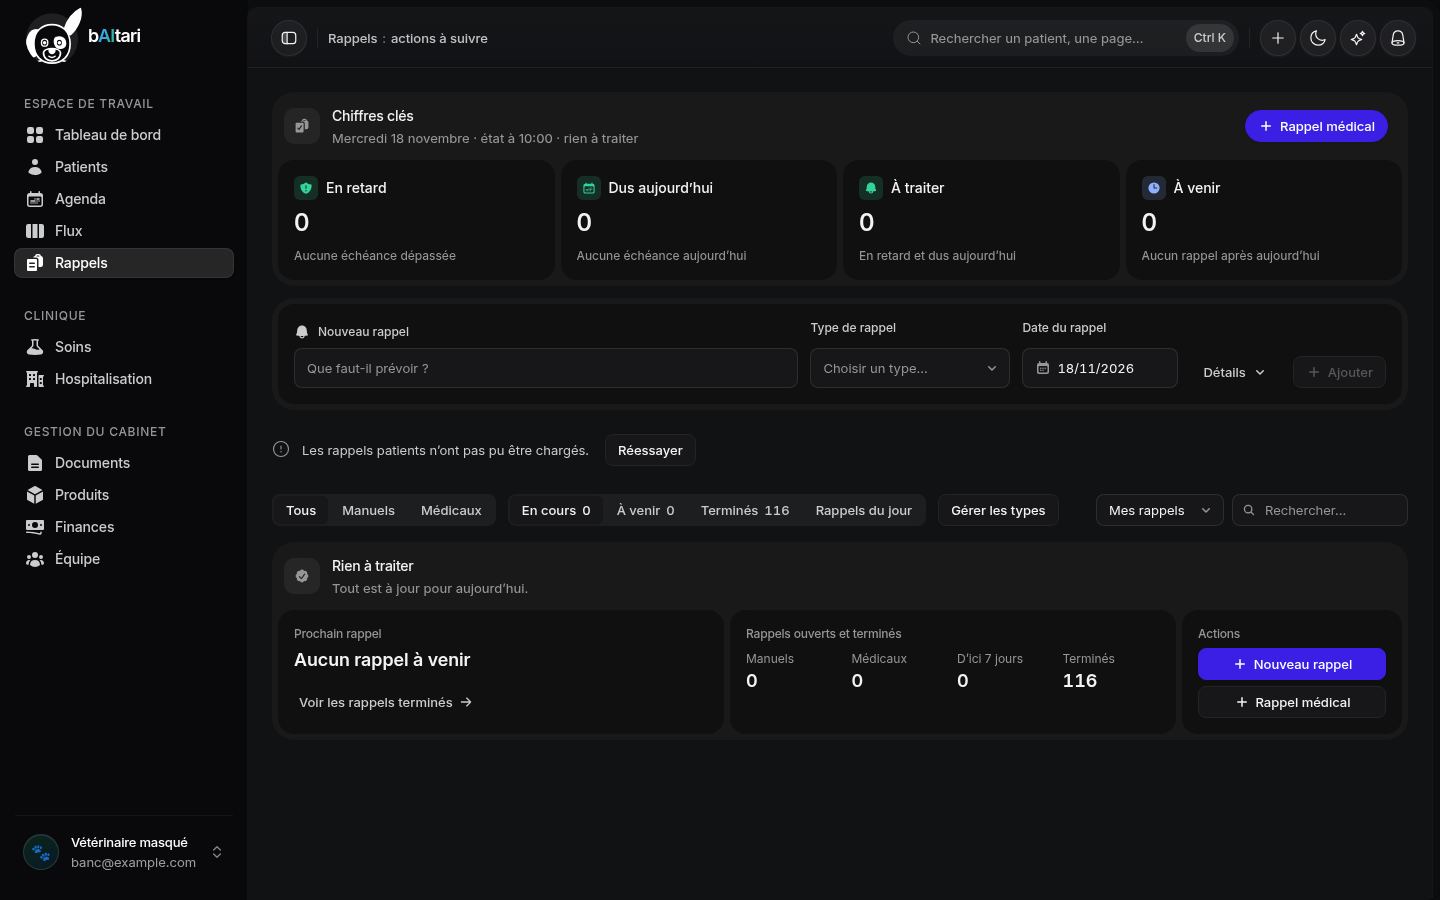 bAItari
Rappels : actions à suivre
Rechercher un patient, une page...
Ctrl K
ESPACE DE TRAVAIL
Tableau de bord
Patients
Agenda
Flux
Rappels
CLINIQUE
Soins
Hospitalisation
GESTION DU CABINET
Documents
Produits
Finances
Équipe
Vétérinaire masqué
banc@example.com
Chiffres clés
Mercredi 18 novembre · état à 10:00 · rien à traiter
Rappel médical
En retard
0
Aucune échéance dépassée
Dus aujourd’hui
0
Aucune échéance aujourd’hui
À traiter
0
En retard et dus aujourd’hui
À venir
0
Aucun rappel après aujourd’hui
Nouveau rappel
Que faut-il prévoir ?
Type de rappel
Choisir un type...
Date du rappel
18/11/2026
Détails
Ajouter
Les rappels patients n’ont pas pu être chargés.
Réessayer
Tous Manuels Médicaux
En cours 0 À venir 0 Terminés 116 Rappels du jour
Gérer les types
Mes rappels
Rechercher...
Rien à traiter
Tout est à jour pour aujourd’hui.
Prochain rappel
Aucun rappel à venir
Voir les rappels terminés
Rappels ouverts et terminés
Manuels Médicaux D’ici 7 jours Terminés
0 0 0 116
Actions
Nouveau rappel
Rappel médical